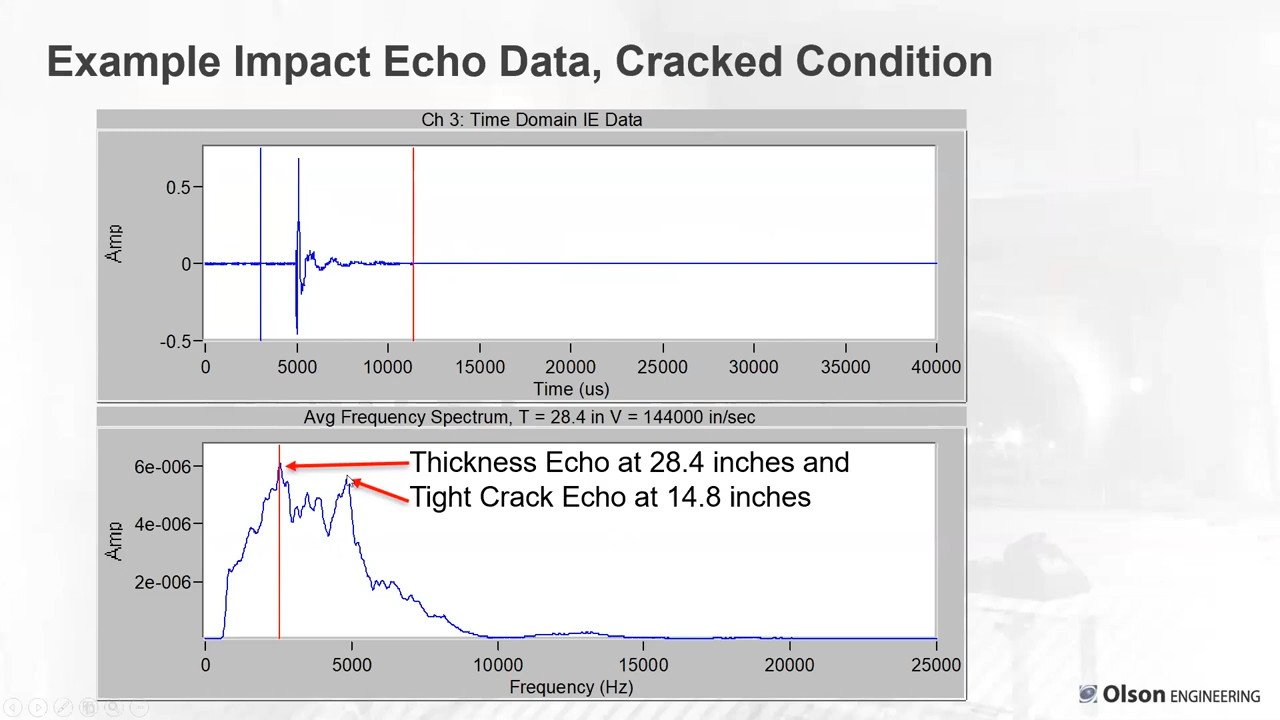 Example Impact Echo Data, Cracked Condition
Ch 3: Time Domain IE Data
Amp
0.5
0
-0.5
0 5000 10000 15000 20000 25000 30000 35000 40000
Time (us)
Avg Frequency Spectrum, T = 28.4 in V = 144000 in/sec
Thickness Echo at 28.4 inches and
Tight Crack Echo at 14.8 inches
Amp
6e-006
4e-006
2e-006
0 5000 10000 15000 20000 25000
Frequency (Hz)
Olson ENGINEERING